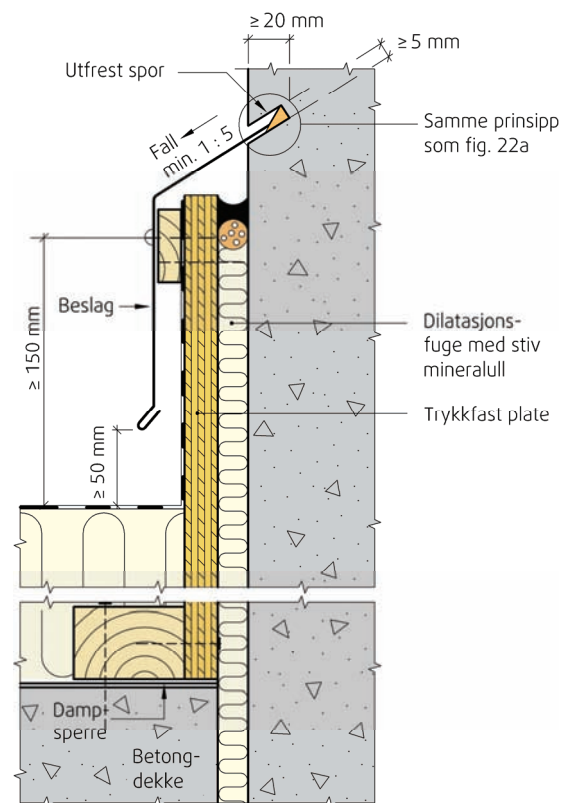 ≥ 20 mm
≥ 5 mm
Utfrest spor
Fall
min. 1 : 5
Samme prinsipp
som fig. 22a
Beslag
≥ 150 mm
Dilatasjons-
fuge med stiv
mineralull
Trykkfast plate
≥ 50 mm
Damp-
sperre
Betong-
dekke